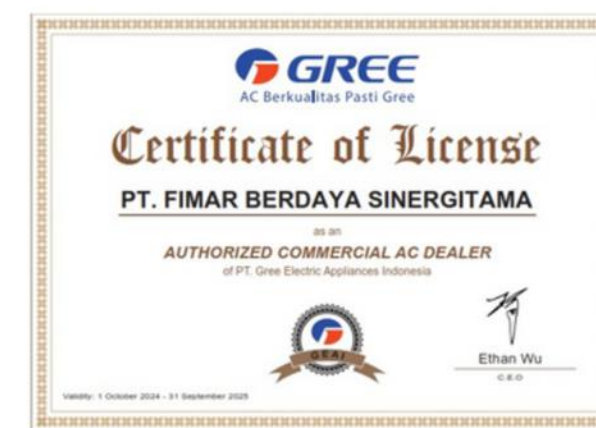 GREE
AC Berkualitas Pasti Gree
Certificate of License
PT. FIMAR BERDAYA SINERGITAMA
as an
AUTHORIZED COMMERCIAL AC DEALER
of PT. Gree Electric Appliances Indonesia
GEAI
Ethan Wu
C.E.O
Validity: 1 October 2024 - 31 September 2025